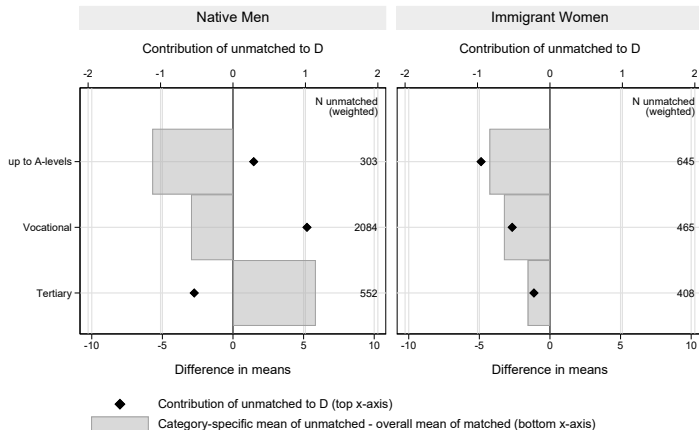 Native Men
Immigrant Women
Contribution of unmatched to D
Contribution of unmatched to D
-2 -1 0 1 2
-2 -1 0 1 2
N unmatched
(weighted)
N unmatched
(weighted)
up to A-levels 303 645
Vocational 2084 465
Tertiary 552 408
-10 -5 0 5 10
-10 -5 0 5 10
Difference in means
Difference in means
Contribution of unmatched to D (top x-axis)
Category-specific mean of unmatched - overall mean of matched (bottom x-axis)